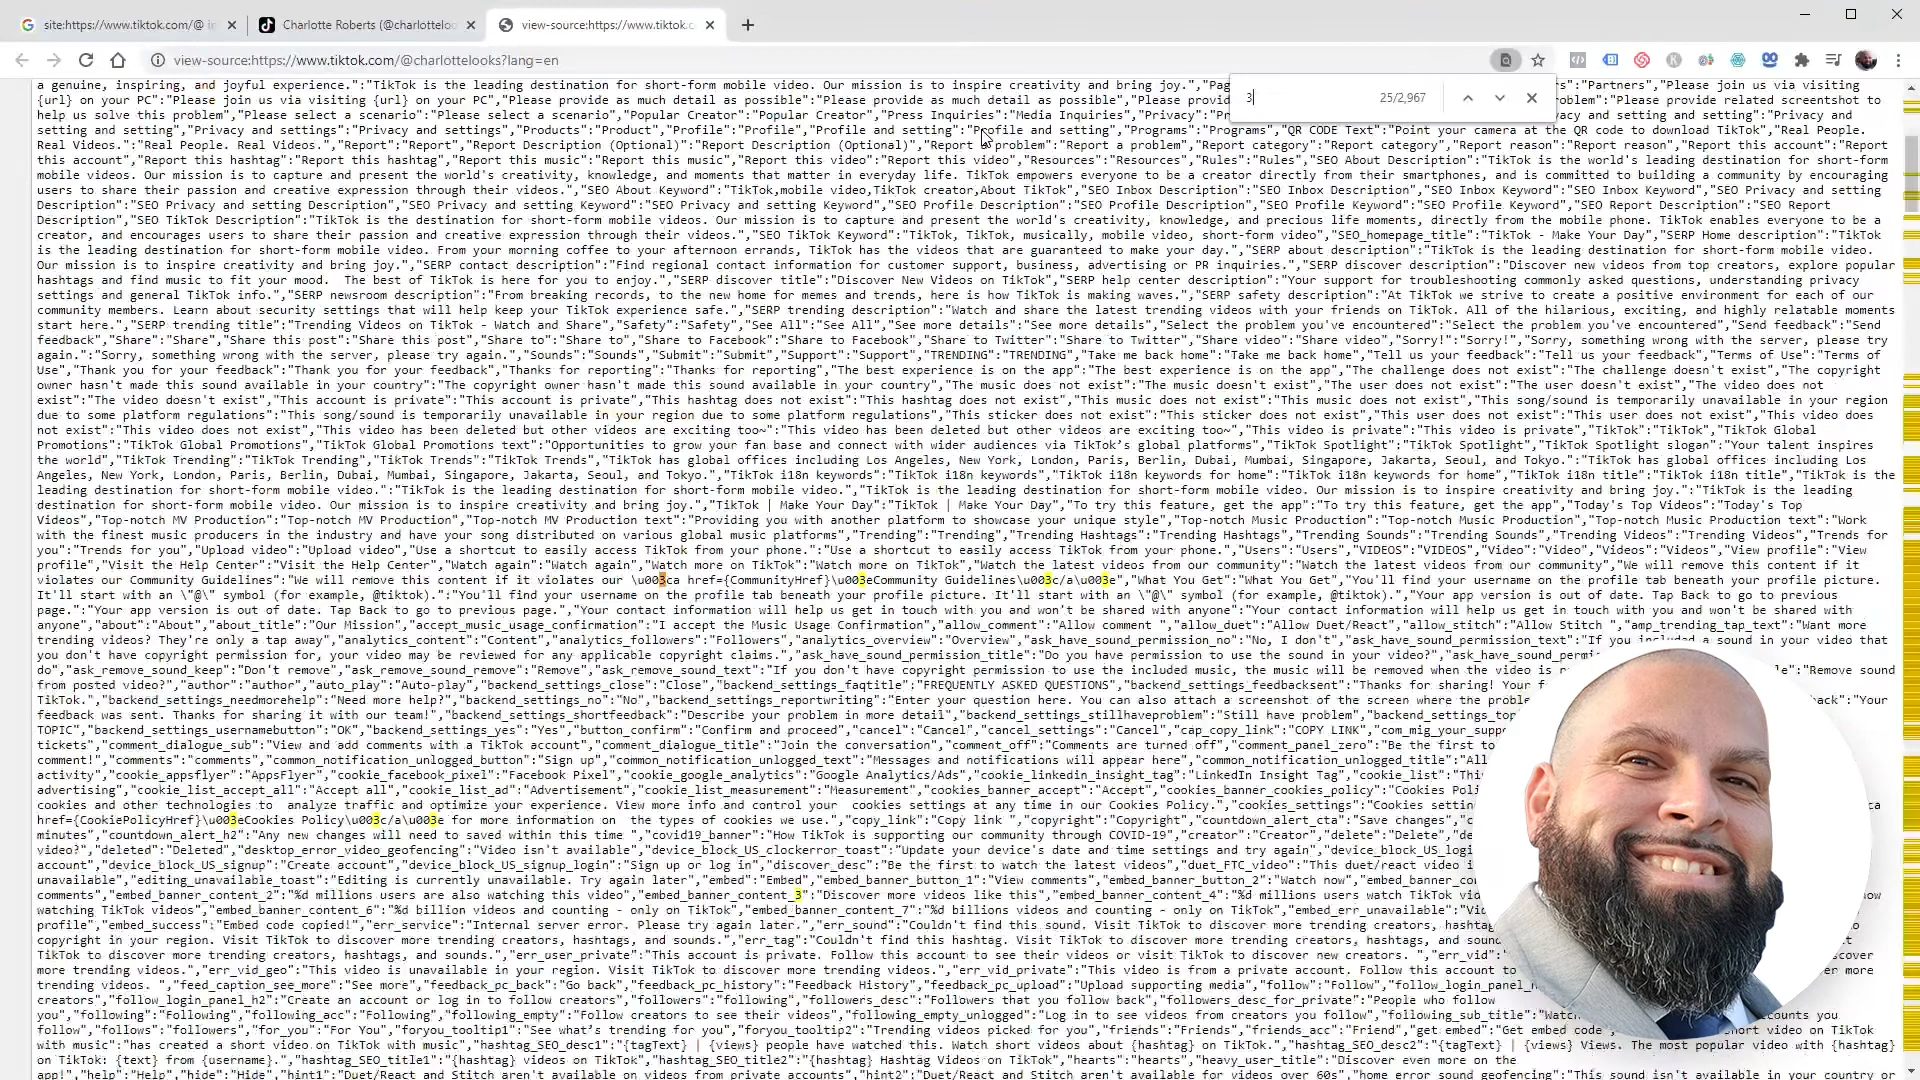 site:https://www.tiktok.com/@ in
Charlotte Roberts (@charlotteloo
view-source:https://www.tiktok.c
view-source:https://www.tiktok.com/@charlottelooks?lang=en
3
25/2,967
a genuine, inspiring, and joyful experience.":"TikTok is the leading destination for short-form mobile video. Our mission is to inspire creativity and bring joy.","Pag
"Partners","Please join us via visiting
{url} on your PC":"Please join us via visiting {url} on your PC","Please provide as much detail as possible":"Please provide as much detail as possible","Please provid
problem":"Please provide related screenshot to
help us solve this problem","Please select a scenario":"Please select a scenario","Popular Creator":"Popular Creator","Press Inquiries":"Media Inquiries","Privacy":"P
setting and setting":"Privacy and setting and setting","Privacy and settings":"Privacy and settings","Products":"Product","Profile":"Profile","Profile and setting":"Profile and setting","Programs":"Programs","QR CODE Text":"Point your camera at the QR code to download TikTok","Real People.
Real Videos.":"Real People. Real Videos.","Report":"Report","Report Description (Optional)":"Report Description (Optional)","Report a problem":"Report a problem","Report category":"Report category","Report reason":"Report reason","Report this account":"Report
this account","Report this hashtag":"Report this hashtag","Report this music":"Report this music","Report this video":"Report this video","Resources":"Resources","Rules":"Rules","SEO About Description":"TikTok is the world's leading destination for short-form
mobile videos. Our mission is to capture and present the world's creativity, knowledge, and moments that matter in everyday life. TikTok empowers everyone to be a creator directly from their smartphones, and is committed to building a community by encouraging
users to share their passion and creative expression through their videos.","SEO About Keyword":"TikTok,mobile video,TikTok creator,About TikTok","SEO Inbox Description":"SEO Inbox Description","SEO Inbox Keyword":"SEO Inbox Keyword","SEO Privacy and setting
Description":"SEO Privacy and setting Description","SEO Privacy and setting Keyword":"SEO Privacy and setting Keyword","SEO Profile Description":"SEO Profile Description","SEO Profile Keyword":"SEO Profile Keyword","SEO Report Description":"SEO Report
Description","SEO TikTok Description":"TikTok is the destination for short-form mobile videos. Our mission is to capture and present the world's creativity, knowledge, and precious life moments, directly from the mobile phone. TikTok enables everyone to be a
creator, and encourages users to share their passion and creative expression through their videos.","SEO TikTok Keyword":"TikTok, TikTok, musically, mobile video, short-form video","SEO_homepage_title":"TikTok - Make Your Day","SERP Home description":"TikTok
is the leading destination for short-form mobile video. From your morning coffee to your afternoon errands, TikTok has the videos that are guaranteed to make your day.","SERP about description":"TikTok is the leading destination for short-form mobile video.
Our mission is to inspire creativity and bring joy.","SERP contact description":"Find regional contact information for customer support, business, advertising or PR inquiries.","SERP discover description":"Discover new videos from top creators, explore popular
hashtags and find music to fit your mood.  The best of TikTok is here for you to enjoy.","SERP discover title":"Discover New Videos on TikTok","SERP help center description":"Your support for troubleshooting commonly asked questions, understanding privacy
settings and general TikTok info.","SERP newsroom description":"From breaking records, to the new home for memes and trends, here is how TikTok is making waves.","SERP safety description":"At TikTok we strive to create a positive environment for each of our
community members. Learn about security settings that will help keep your TikTok experience safe.","SERP trending description":"Watch and share the latest trending videos with your friends on TikTok. All of the hilarious, exciting, and highly relatable moments
start here.","SERP trending title":"Trending Videos on TikTok - Watch and Share","Safety":"Safety","See All":"See All","See more details":"See more details","Select the problem you've encountered":"Select the problem you've encountered","Send feedback":"Send
feedback","Share":"Share","Share this post":"Share this post","Share to":"Share to","Share to Facebook":"Share to Facebook","Share to Twitter":"Share to Twitter","Share video":"Share video","Sorry!":"Sorry!","Sorry, something wrong with the server, please try
again.":"Sorry, something wrong with the server, please try again.","Sounds":"Sounds","Submit":"Submit","Support":"Support","TRENDING":"TRENDING","Take me back home":"Take me back home","Tell us your feedback":"Tell us your feedback","Terms of Use":"Terms of
Use","Thank you for your feedback":"Thank you for your feedback","Thanks for reporting":"Thanks for reporting","The best experience is on the app":"The best experience is on the app","The challenge does not exist":"The challenge doesn't exist","The copyright
owner hasn't made this sound available in your country":"The copyright owner hasn't made this sound available in your country","The music does not exist":"The music doesn't exist","The user does not exist":"The user doesn't exist","The video does not
exist":"The video doesn't exist","This account is private":"This account is private","This hashtag does not exist":"This hashtag does not exist","This music does not exist":"This music does not exist","This song/sound is temporarily unavailable in your region
due to some platform regulations":"This song/sound is temporarily unavailable in your region due to some platform regulations","This sticker does not exist":"This sticker does not exist","This user does not exist":"This user does not exist","This video does
not exist":"This video does not exist","This video has been deleted but other videos are exciting too~":"This video has been deleted but other videos are exciting too~","This video is private":"This video is private","TikTok":"TikTok","TikTok Global
Promotions":"TikTok Global Promotions","TikTok Global Promotions text":"Opportunities to grow your fan base and connect with wider audiences via TikTok’s global platforms","TikTok Spotlight":"TikTok Spotlight","TikTok Spotlight slogan":"Your talent inspires
the world","TikTok Trending":"TikTok Trending","TikTok Trends":"TikTok Trends","TikTok has global offices including Los Angeles, New York, London, Paris, Berlin, Dubai, Mumbai, Singapore, Jakarta, Seoul, and Tokyo.":"TikTok has global offices including Los
Angeles, New York, London, Paris, Berlin, Dubai, Mumbai, Singapore, Jakarta, Seoul, and Tokyo.","TikTok i18n keywords":"TikTok i18n keywords","TikTok i18n keywords for home":"TikTok i18n keywords for home","TikTok i18n title":"TikTok i18n title","TikTok is the
leading destination for short-form mobile video.":"TikTok is the leading destination for short-form mobile video.","TikTok is the leading destination for short-form mobile video. Our mission is to inspire creativity and bring joy.":"TikTok is the leading
destination for short-form mobile video. Our mission is to inspire creativity and bring joy.","TikTok | Make Your Day":"TikTok | Make Your Day","To try this feature, get the app":"To try this feature, get the app","Today's Top Videos":"Today's Top
Videos","Top-notch MV Production":"Top-notch MV Production","Top-notch MV Production text":"Providing you with another platform to showcase your unique style","Top-notch Music Production":"Top-notch Music Production","Top-notch Music Production text":"Work
with the finest music producers in the industry and have your song distributed on various global music platforms","Trending":"Trending","Trending Hashtags":"Trending Hashtags","Trending Sounds":"Trending Sounds","Trending Videos":"Trending Videos","Trends for
you":"Trends for you","Upload video":"Upload video","Use a shortcut to easily access TikTok from your phone.":"Use a shortcut to easily access TikTok from your phone.","Users":"Users","VIDEOS":"VIDEOS","Video":"Video","Videos":"Videos","View profile":"View
profile","Visit the Help Center":"Visit the Help Center","Watch again":"Watch again","Watch more on TikTok":"Watch more on TikTok","Watch the latest videos from our community":"Watch the latest videos from our community","We will remove this content if it
violates our Community Guidelines":"We will remove this content if it violates our \u003ca href={CommunityHref}\u003eCommunity Guidelines\u003c/a\u003e","What You Get":"What You Get","You'll find your username on the profile tab beneath your profile picture.
It'll start with an \"@\" symbol (for example, @tiktok).":"You'll find your username on the profile tab beneath your profile picture. It'll start with an \"@\" symbol (for example, @tiktok).","Your app version is out of date. Tap Back to go to previous
page.":"Your app version is out of date. Tap Back to go to previous page.","Your contact information will help us get in touch with you and won't be shared with anyone":"Your contact information will help us get in touch with you and won't be shared with
anyone","about":"About","about_title":"Our Mission","accept_music_usage_confirmation":"I accept the Music Usage Confirmation","allow_comment":"Allow comment ","allow_duet":"Allow Duet/React","allow_stitch":"Allow Stitch ","amp_trending_tap_text":"Want more
trending videos? They're only a tap away","analytics_content":"Content","analytics_followers":"Followers","analytics_overview":"Overview","ask_have_sound_permission_no":"No, I don't","ask_have_sound_permission_text":"If you included a sound in your video that
you don't have copyright permission for, your video may be reviewed for any applicable copyright claims.","ask_have_sound_permission_title":"Do you have permission to use the sound in your video?","ask_have_sound_permi
do","ask_remove_sound_keep":"Don't remove","ask_remove_sound_remove":"Remove","ask_remove_sound_text":"If you don't have copyright permission to use the included music, the music will be removed when the video is
title":"Remove sound
from posted video?","author":"author","auto_play":"Auto-play","backend_settings_close":"Close","backend_settings_faqtitle":"FREQUENTLY ASKED QUESTIONS","backend_settings_feedbacksent":"Thanks for sharing! Your
TikTok.","backend_settings_needmorehelp":"Need more help?","backend_settings_no":"No","backend_settings_reportwriting":"Enter your question here. You can also attach a screenshot of the screen where the proble
back":"Your
feedback was sent. Thanks for sharing it with our team!","backend_settings_shortfeedback":"Describe your problem in more detail","backend_settings_stillhaveproblem":"Still have problem","backend_settings_top
TOPIC","backend_settings_usernamebutton":"OK","backend_settings_yes":"Yes","button_confirm":"Confirm and proceed","cancel":"Cancel","cancel_settings":"Cancel","cap_copy_link":"COPY LINK","com_mig_your_supp
tickets","comment_dialogue_sub":"View and add comments with a TikTok account","comment_dialogue_title":"Join the conversation","comment_off":"Comments are turned off","comment_panel_zero":"Be the first to
comment!","comments":"comments","common_notification_unlogged_button":"Sign up","common_notification_unlogged_text":"Messages and notifications will appear here","common_notification_unlogged_title":"
activity","cookie_appsflyer":"AppsFlyer","cookie_facebook_pixel":"Facebook Pixel","cookie_google_analytics":"Google Analytics/Ads","cookie_linkedin_insight_tag":"LinkedIn Insight Tag","cookie_list":"Thi
advertising","cookie_list_accept_all":"Accept all","cookie_list_ad":"Advertisement","cookie_list_measurement":"Measurement","cookies_banner_accept":"Accept","cookies_banner_cookies_policy":"
cookies and other technologies to  analyze traffic and optimize your experience. View more info and control your  cookies settings at any time in our Cookies Policy.","cookies_settings":"Cookies settin
ca
href={CookiePolicyHref}\u003eCookies Policy\u003c/a\u003e for more information on  the types of cookies we use.","copy_link":"Copy link ","copyright":"Copyright","countdown_alert_cta":"Save changes","c
minutes","countdown_alert_h2":"Any new changes will need to saved within this time ","covid19_banner":"How TikTok is supporting our community through COVID-19","creator":"Creator","delete":"Delete","de
video?","deleted":"Deleted","desktop_error_video_geofencing":"Video isn't available","device_block_US_clockerror_toast":"Update your device's date and time settings and try again","device_block_US_logi
account","device_block_US_signup":"Create account","device_block_US_signup_login":"Sign up or log in","discover_desc":"Be the first to watch the latest videos","duet_FTC_video":"This duet/react video i
unavailable","editing_unavailable_toast":"Editing is currently unavailable. Try again later","embed":"Embed","embed_banner_button_1":"View comments","embed_banner_button_2":"Watch now","embed_banner_co
comments","embed_banner_content_2":"%d millions users are also watching this video","embed_banner_content_3":"Discover more videos like this","embed_banner_content_4":"%d millions users watch TikTok vid
now
watching TikTok videos","embed_banner_content_6":"%d billion videos and counting - only on TikTok","embed_banner_content_7":"%d billions videos and counting - only on TikTok","embed_err_unavailable":"Vid
profile","embed_success":"Embed code copied!","err_service":"Internal server error. Please try again later.","err_sound":"Couldn't find this sound. Visit TikTok to discover more trending
copyright in your region. Visit TikTok to discover more trending creators, hashtags, and sounds.","err_tag":"Couldn't find this hashtag. Visit TikTok to discover more trending creators, hashtags, and soun
TikTok to discover more trending creators, hashtags, and sounds.","err_user_private":"This account is private. Follow this account to see their videos or visit TikTok to discover new creators. ","err_vid":"
discover
more trending videos.","err_vid_geo":"This video is unavailable in your region. Visit TikTok to discover more trending videos.","err_vid_private":"This video is from a private account. Follow this account to
er more
trending videos. ","feed_caption_see_more":"See more","feedback_pc_back":"Go back","feedback_pc_history":"Feedback History","feedback_pc_upload":"Upload supporting media","follow":"Follow","follow_login_panel_h
creators","follow_login_panel_h2":"Create an account or log in to follow creators","followers":"followers","followers_desc":"Followers that you follow back","followers_desc_for_private":"People who follow
you","following":"Following","following_acc":"Following","following_empty":"Follow creators to see their videos","following_empty_unlogged":"Log in to see videos from creators you follow","following_sub_title":"Watch
accounts you
follow","follows":"followers","for_you":"For You","foryou_tooltip1":"See what’s trending for you","foryou_tooltip2":"Trending videos picked for you","friends":"Friends","friends_acc":"Friend","get embed":"Get embed code",
short video on TikTok
with music":"has created a short video on TikTok with music","hashtag_SEO_desc1":"{tagText} | {views} people have watched this. Watch short videos about {hashtag} on TikTok.","hashtag_SEO_desc2":"{tagText} | {views} Views. The most popular video with {hashtag}
on TikTok: {text} from {username}.","hashtag_SEO_title1":"{hashtag} videos on TikTok","hashtag_SEO_title2":"{hashtag} Hashtag Videos on TikTok","hearts":"hearts","heavy_user_title":"Discover even more on the
app!","help":"Help","hide":"Hide","hint1":"Duet/React and Stitch aren't available on videos from private accounts","hint2":"Duet/React and Stitch aren't available for videos over 60s","home error sound geofencing":"This sound isn't available in your country or